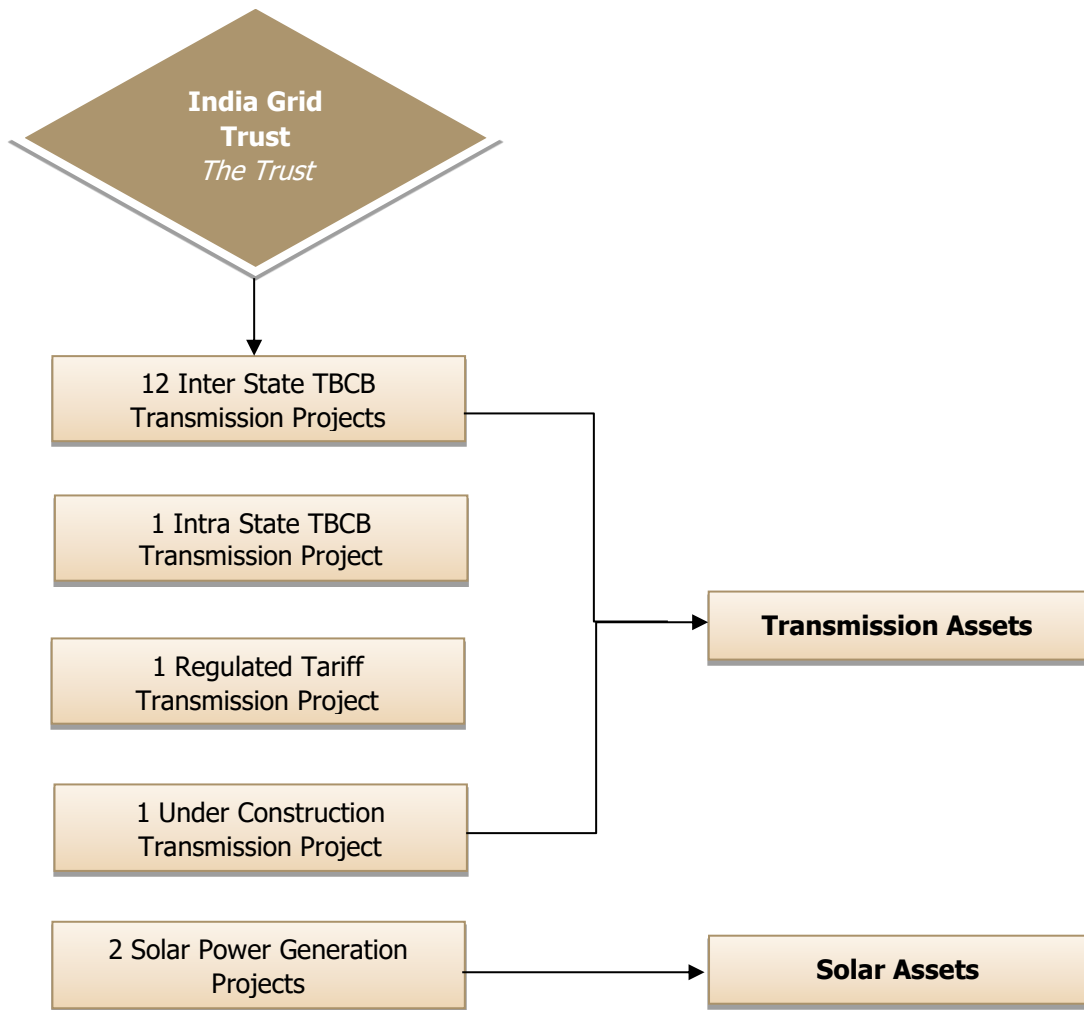 India Grid
Trust
The Trust
12 Inter State TBCB
Transmission Projects
1 Intra State TBCB
Transmission Project
1 Regulated Tariff
Transmission Project
1 Under Construction
Transmission Project
2 Solar Power Generation
Projects
Transmission Assets
Solar Assets